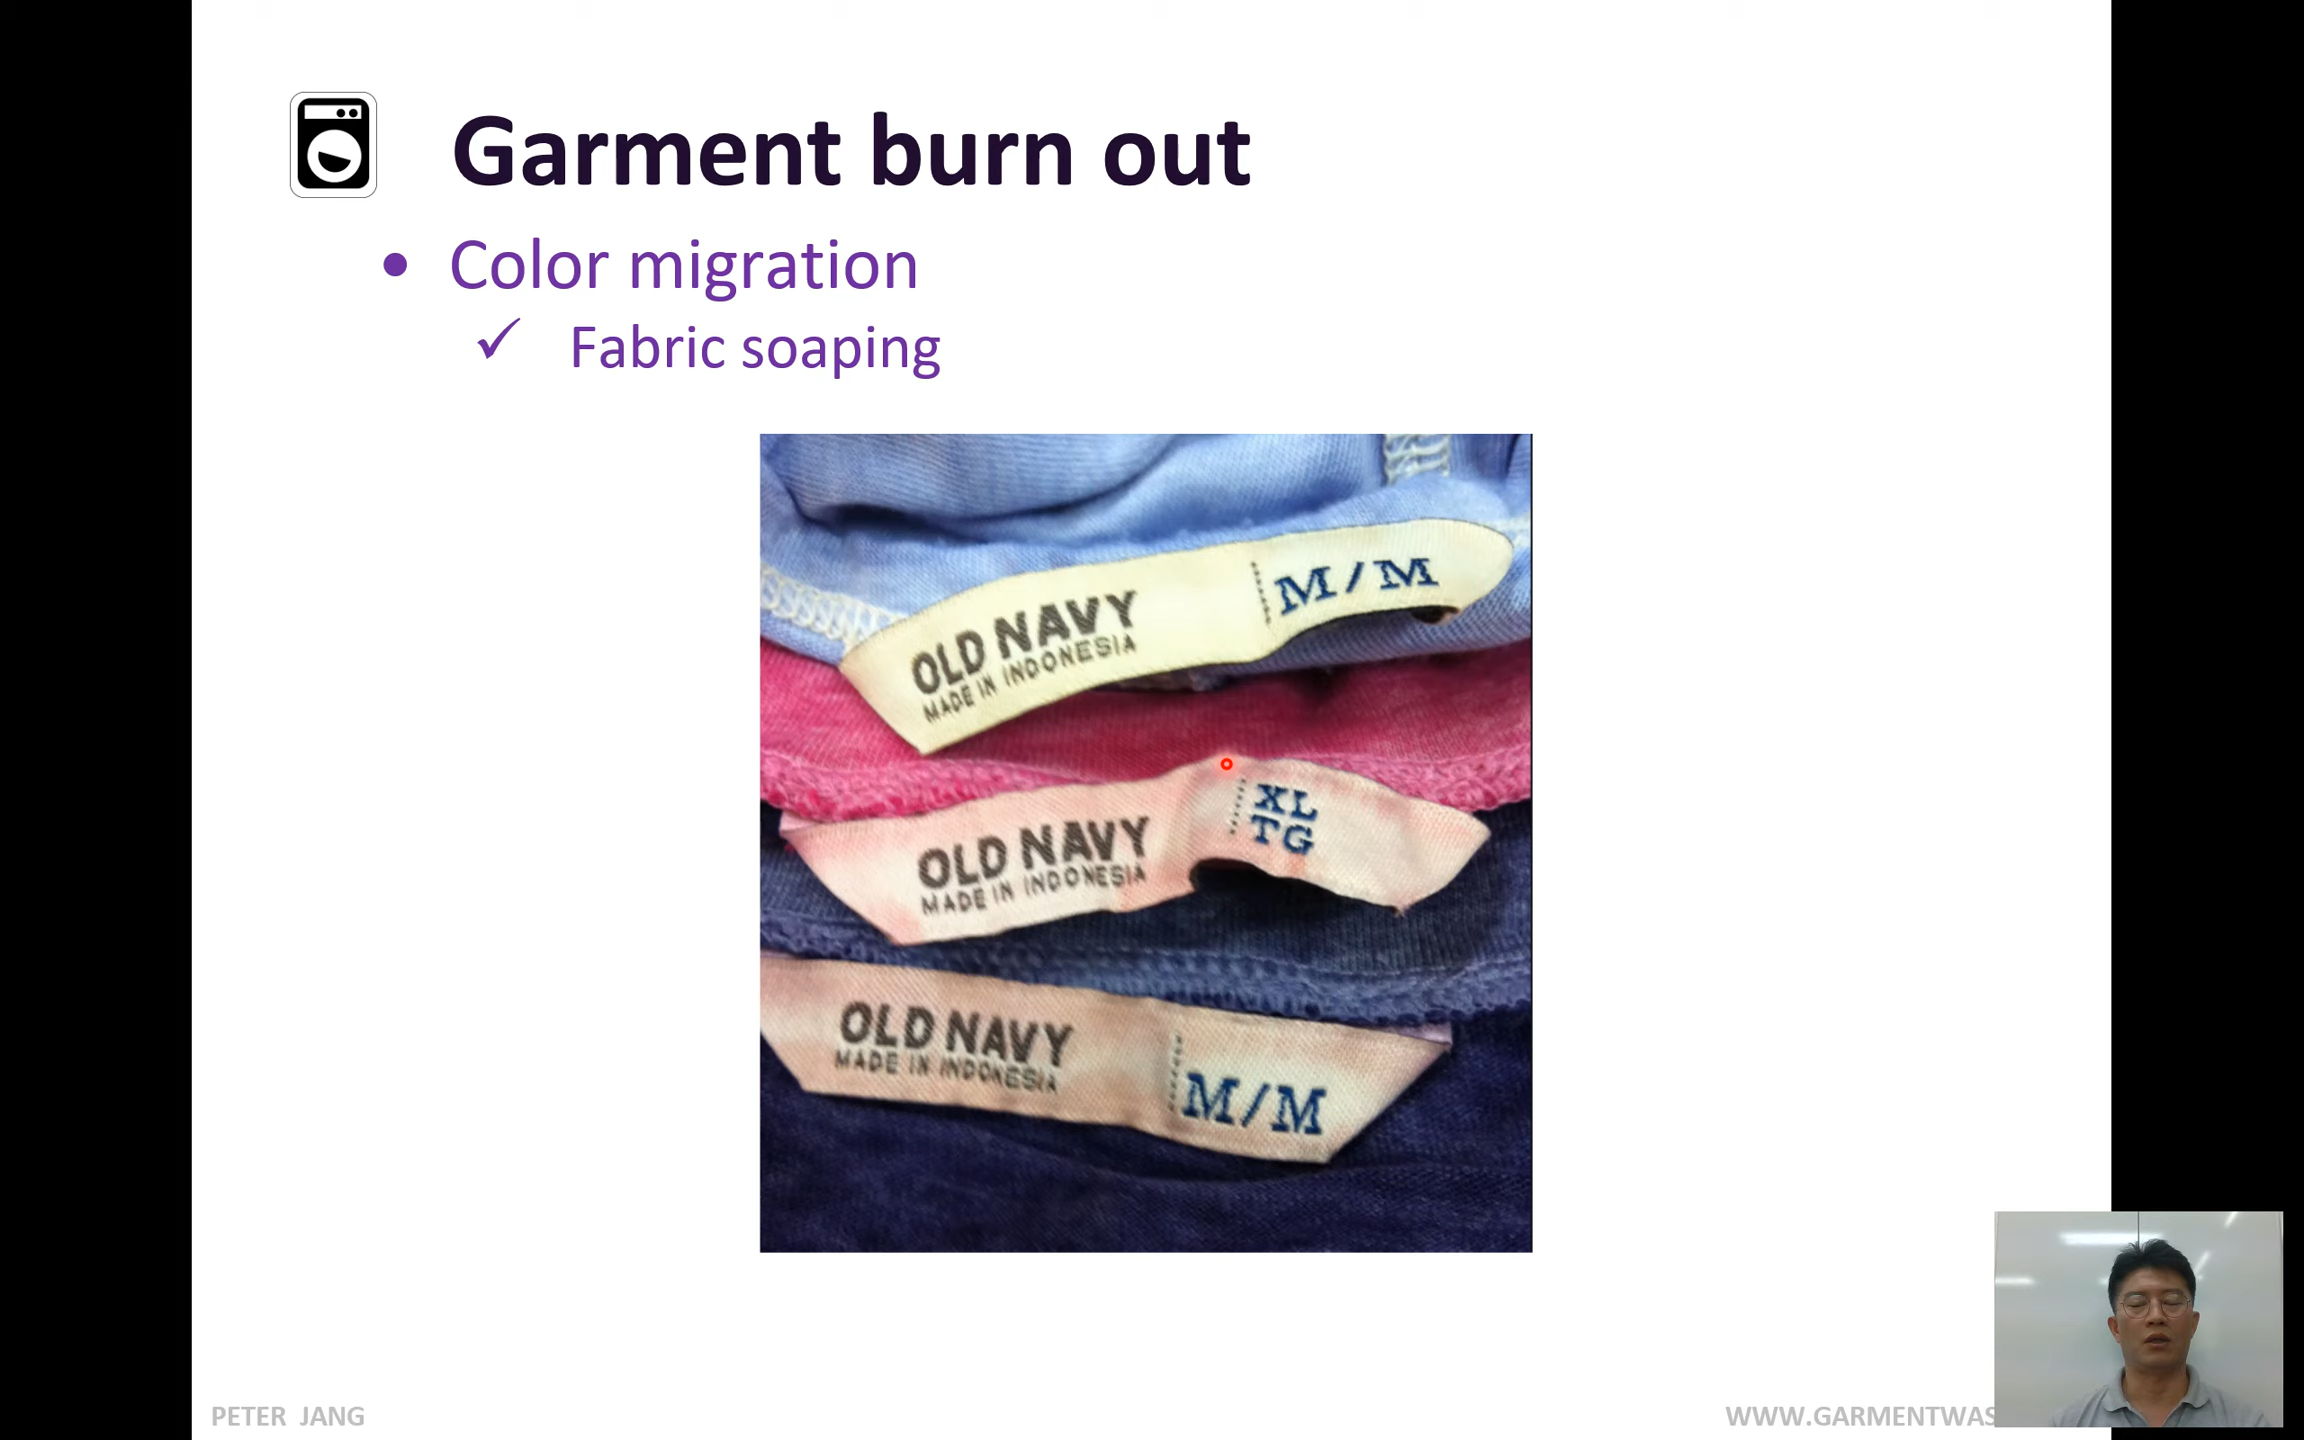 Garment burn out
• Color migration
✓ Fabric soaping
OLD NAVY
MADE IN INDONESIA
M/M
OLD NAVY
MADE IN INDONESIA
XL
TG
OLD NAVY
MADE IN INDONESIA
M/M
PETER JANG
WWW.GARMENTWAS